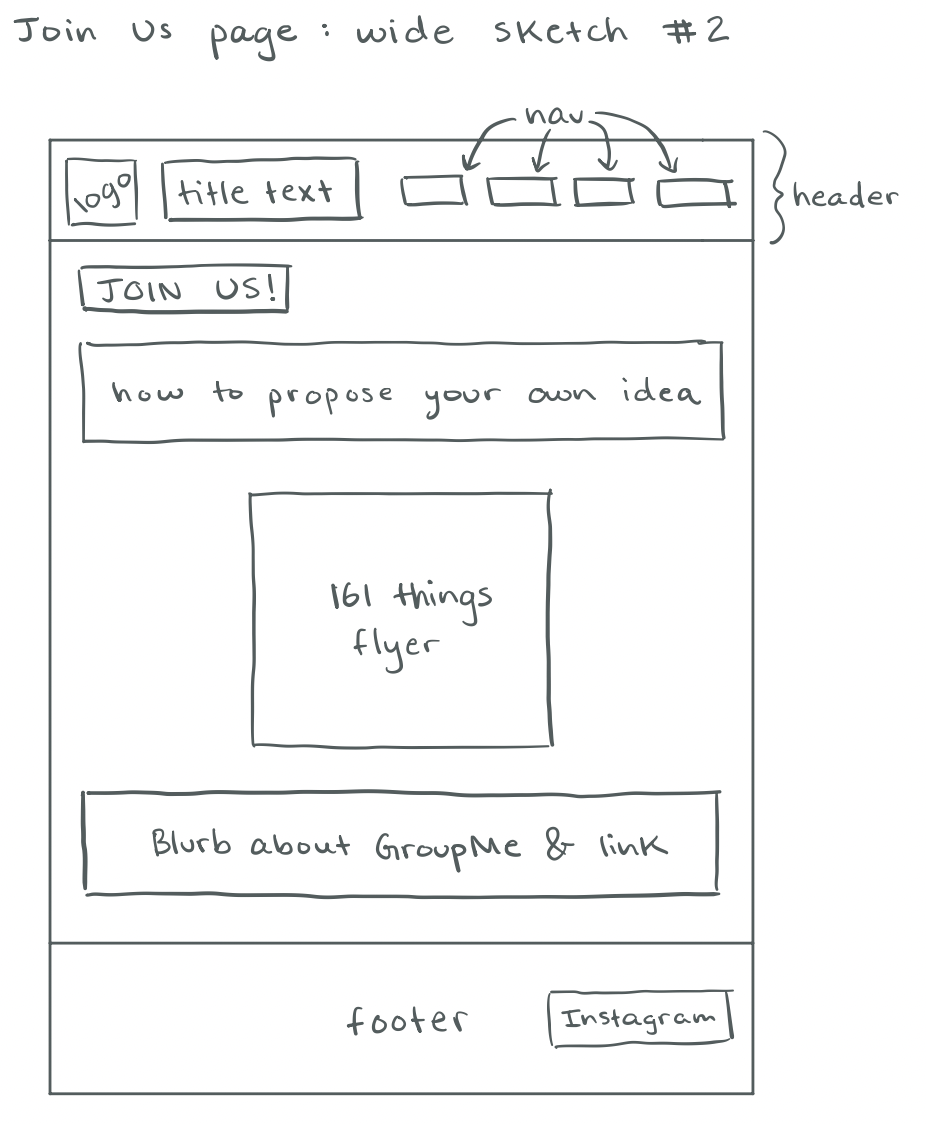 Join Us page: wide sketch #2
nav
logo
title text
header
JOIN US!
how to propose your own idea
161 things
flyer
Blurb about GroupMe & link
footer
Instagram